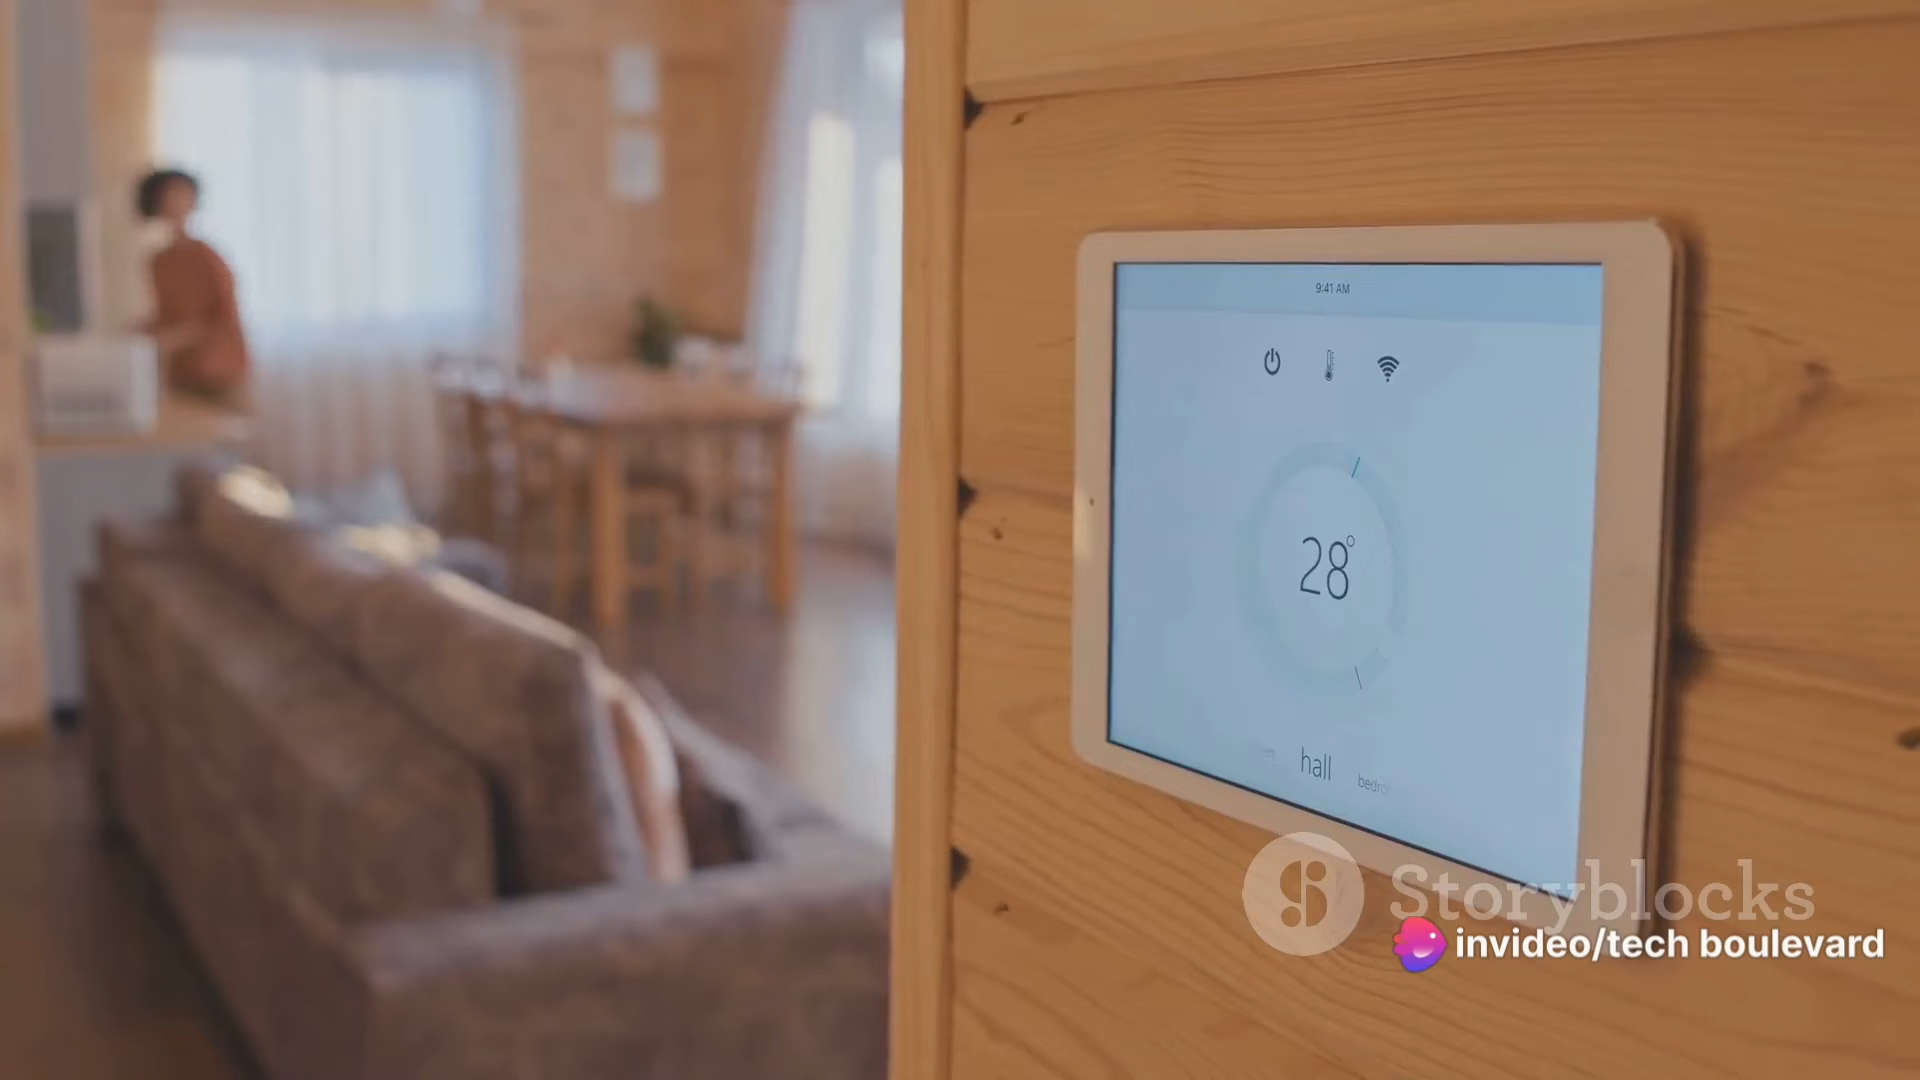 9:41 AM
28°
hall
Storyblocks
invideo/tech boulevard